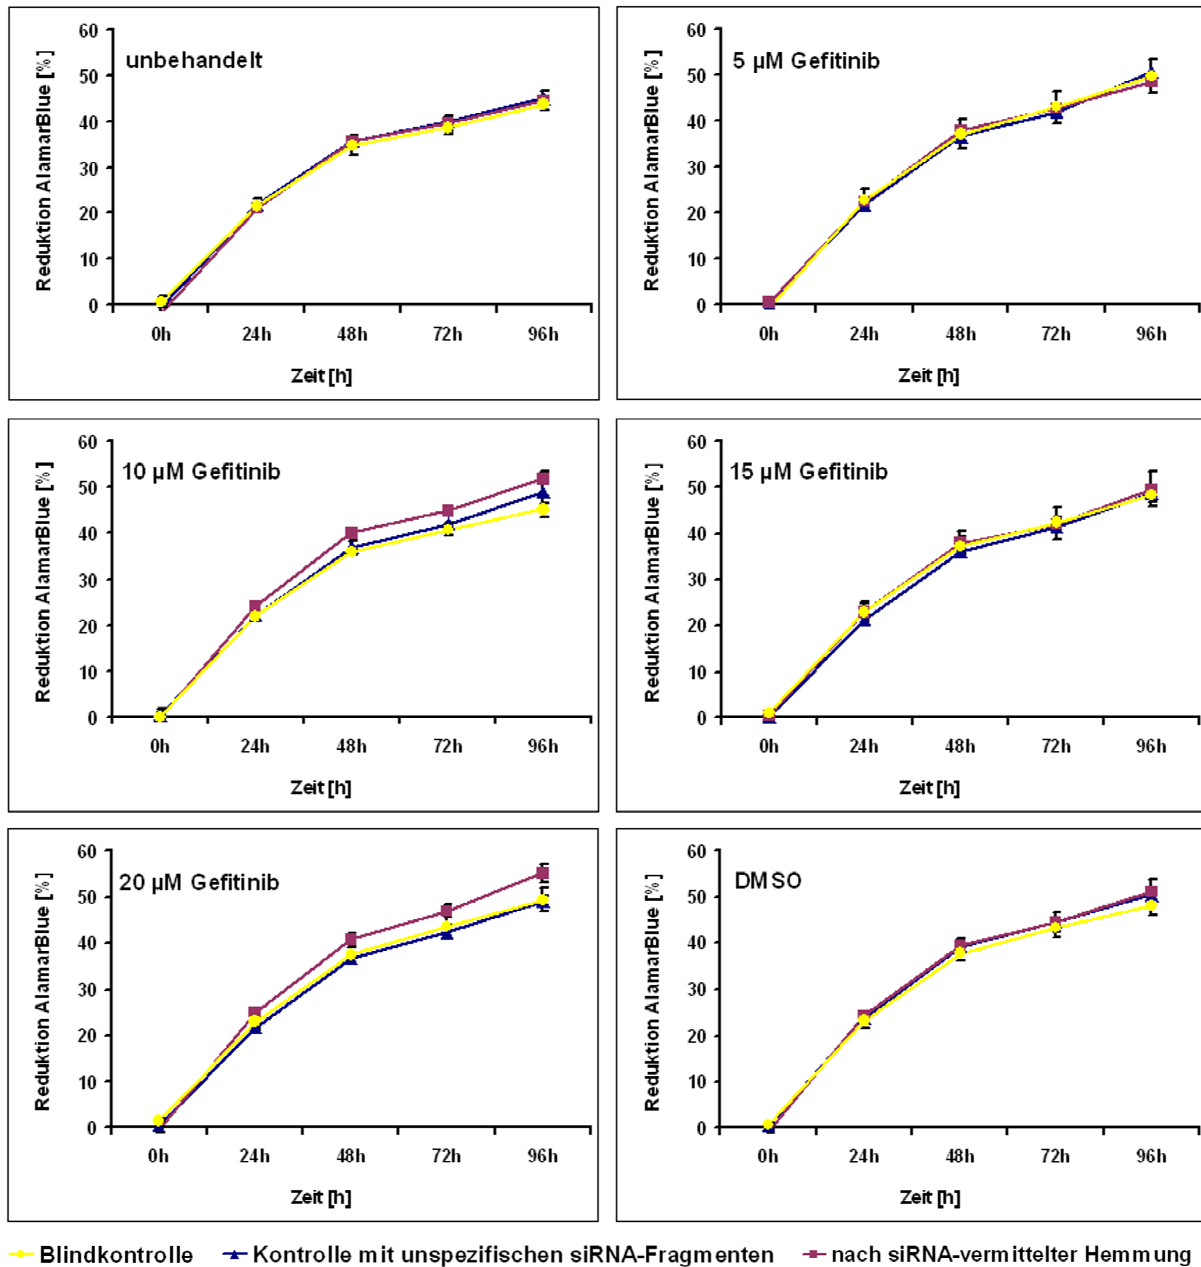 unbehandelt
Reduktion AlamarBlue [%]
60
50
40
30
20
10
0
0h 24h 48h 72h 96h
Zeit [h]
5 µM Gefitinib
Reduktion AlamarBlue [%]
60
50
40
30
20
10
0
0h 24h 48h 72h 96h
Zeit [h]
10 µM Gefitinib
Reduktion AlamarBlue [%]
60
50
40
30
20
10
0
0h 24h 48h 72h 96h
Zeit [h]
15 µM Gefitinib
Reduktion AlamarBlue [%]
60
50
40
30
20
10
0
0h 24h 48h 72h 96h
Zeit [h]
20 µM Gefitinib
Reduktion AlamarBlue [%]
60
50
40
30
20
10
0
0h 24h 48h 72h 96h
Zeit [h]
DMSO
Reduktion AlamarBlue [%]
60
50
40
30
20
10
0
0h 24h 48h 72h 96h
Zeit [h]
Blindkontrolle Kontrolle mit unspezifischen siRNA-Fragmenten nach siRNA-vermittelter Hemmung